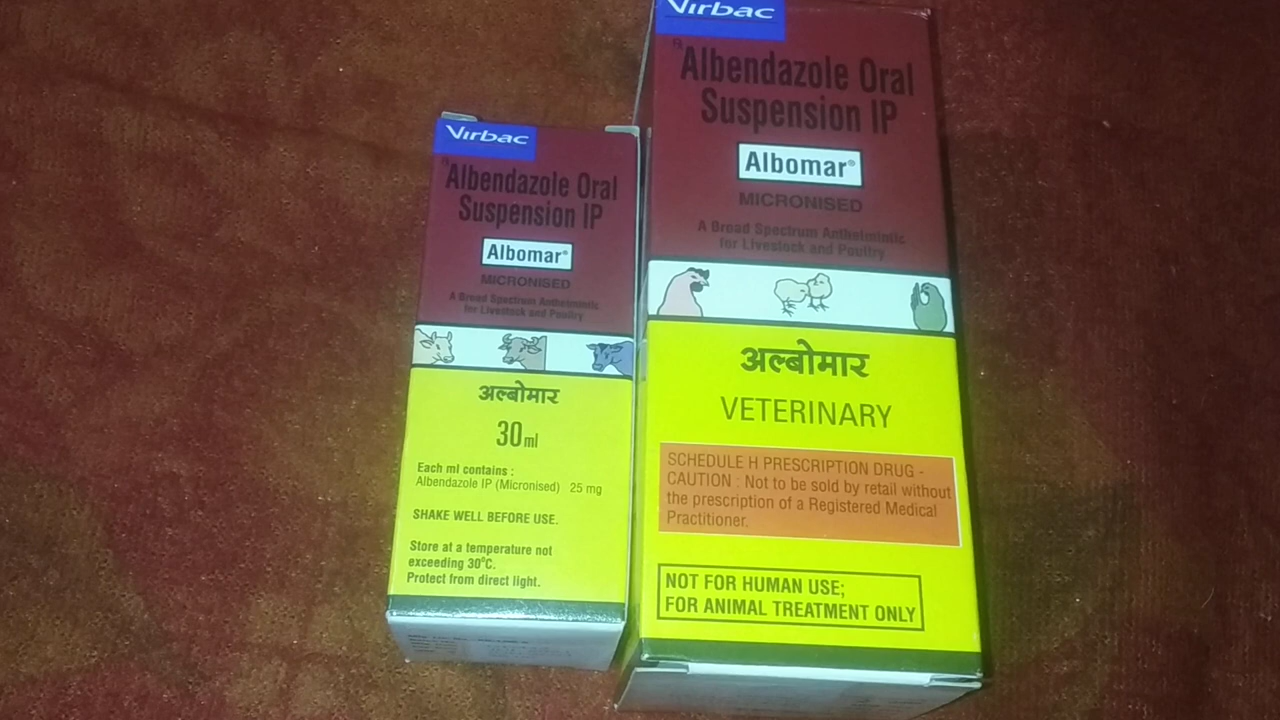 Virbac
Rx
Albendazole Oral
Suspension IP
Albomar®
MICRONISED
A Broad Spectrum Anthelmintic
for Livestock and Poultry
अल्बोमार
30 ml
Each ml contains :
Albendazole IP (Micronised) 25 mg
SHAKE WELL BEFORE USE.
Store at a temperature not
exceeding 30°C.
Protect from direct light.
Virbac
Rx
Albendazole Oral
Suspension IP
Albomar®
MICRONISED
A Broad Spectrum Anthelmintic
for Livestock and Poultry
अल्बोमार
VETERINARY
SCHEDULE H PRESCRIPTION DRUG -
CAUTION : Not to be sold by retail without
the prescription of a Registered Medical
Practitioner.
NOT FOR HUMAN USE;
FOR ANIMAL TREATMENT ONLY